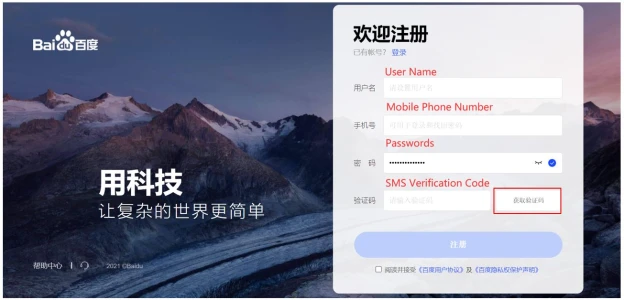 Baidu百度
用科技
让复杂的世界更简单
帮助中心 | 2021 ©Baidu
欢迎注册
已有帐号? 登录
User Name
用户名 请设置用户名
Mobile Phone Number
手机号 可用于登录和找回密码
Passwords
密 码 ••••••••••••••
SMS Verification Code
验证码 请输入验证码 获取验证码
注册
阅读并接受《百度用户协议》及《百度隐私权保护声明》